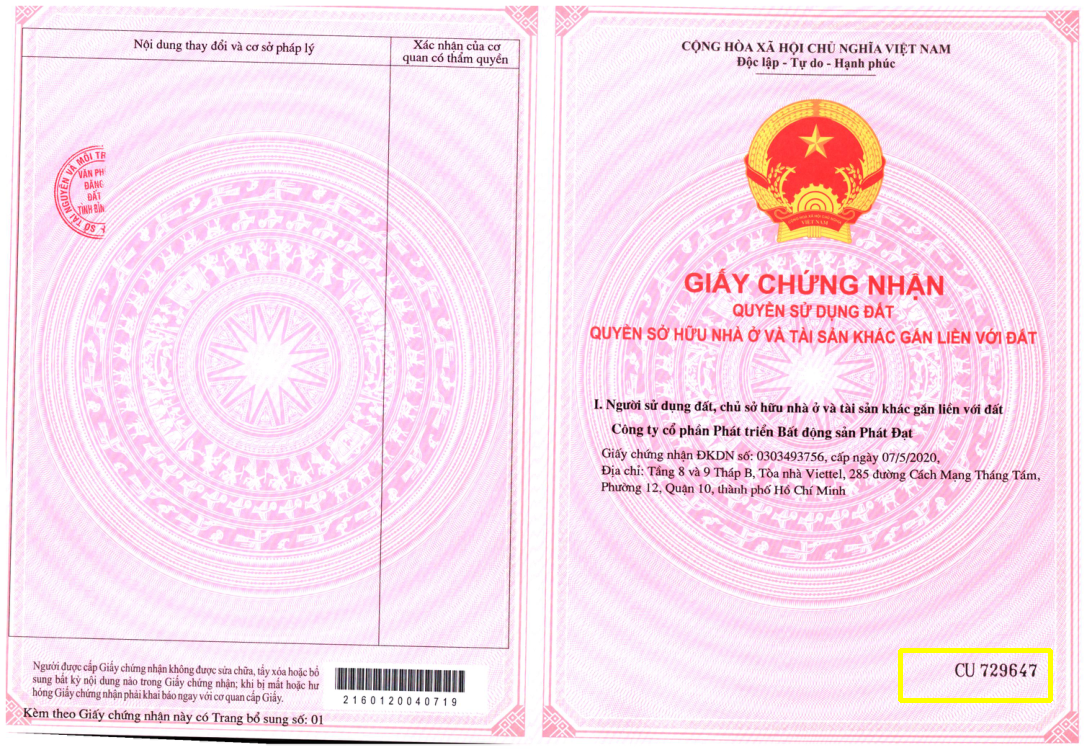 Nội dung thay đổi và cơ sở pháp lý
Xác nhận của cơ
quan có thẩm quyền
SỞ TÀI NGUYÊN VÀ MÔI TR
VĂN PH
ĐĂNG
ĐẤT
TỈNH BÌN
Người được cấp Giấy chứng nhận không được sửa chữa, tẩy xóa hoặc bổ
sung bất kỳ nội dung nào trong Giấy chứng nhận; khi bị mất hoặc hư
hỏng Giấy chứng nhận phải khai báo ngay với cơ quan cấp Giấy.
2160120040719
Kèm theo Giấy chứng nhận này có Trang bổ sung số: 01
CỘNG HÒA XÃ HỘI CHỦ NGHĨA VIỆT NAM
Độc lập - Tự do - Hạnh phúc
VIỆT NAM
GIẤY CHỨNG NHẬN
QUYỀN SỬ DỤNG ĐẤT
QUYỀN SỞ HỮU NHÀ Ở VÀ TÀI SẢN KHÁC GẮN LIỀN VỚI ĐẤT
I. Người sử dụng đất, chủ sở hữu nhà ở và tài sản khác gắn liền với đất
Công ty cổ phần Phát triển Bất động sản Phát Đạt
Giấy chứng nhận ĐKDN số: 0303493756, cấp ngày 07/5/2020,
Địa chỉ: Tầng 8 và 9 Tháp B, Tòa nhà Viettel, 285 đường Cách Mạng Tháng Tám,
Phường 12, Quận 10, thành phố Hồ Chí Minh
CU 729647